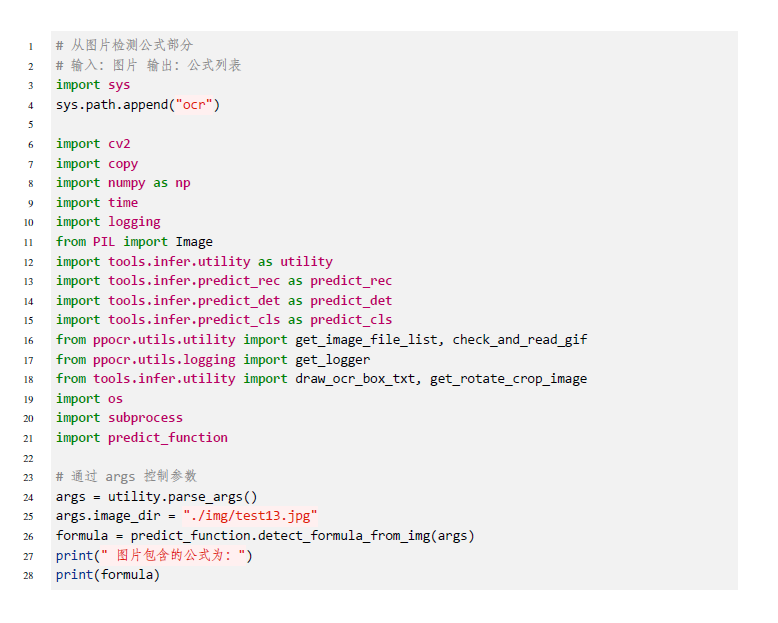 1 # 从图片检测公式部分
2 # 输入: 图片 输出: 公式列表
3 import sys
4 sys.path.append("ocr")
5
6 import cv2
7 import copy
8 import numpy as np
9 import time
10 import logging
11 from PIL import Image
12 import tools.infer.utility as utility
13 import tools.infer.predict_rec as predict_rec
14 import tools.infer.predict_det as predict_det
15 import tools.infer.predict_cls as predict_cls
16 from ppocr.utils.utility import get_image_file_list, check_and_read_gif
17 from ppocr.utils.logging import get_logger
18 from tools.infer.utility import draw_ocr_box_txt, get_rotate_crop_image
19 import os
20 import subprocess
21 import predict_function
22
23 # 通过 args 控制参数
24 args = utility.parse_args()
25 args.image_dir = "./img/test13.jpg"
26 formula = predict_function.detect_formula_from_img(args)
27 print(" 图片包含的公式为: ")
28 print(formula)